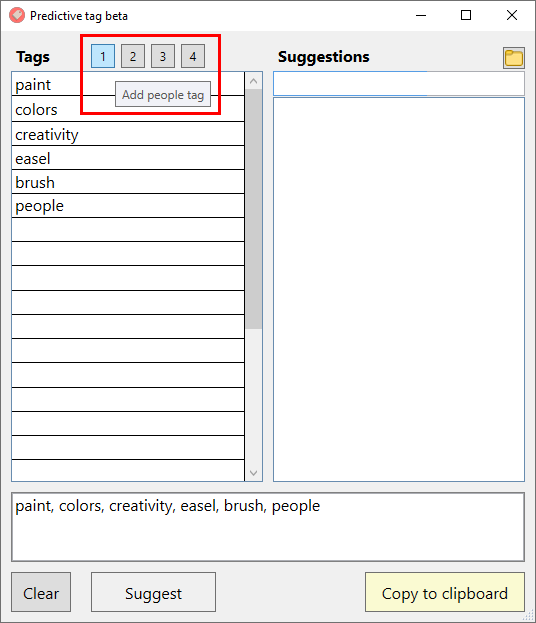 Predictive tag beta
Tags 1 2 3 4 Suggestions
paint
Add people tag
colors
creativity
easel
brush
people
paint, colors, creativity, easel, brush, people
Clear Suggest Copy to clipboard